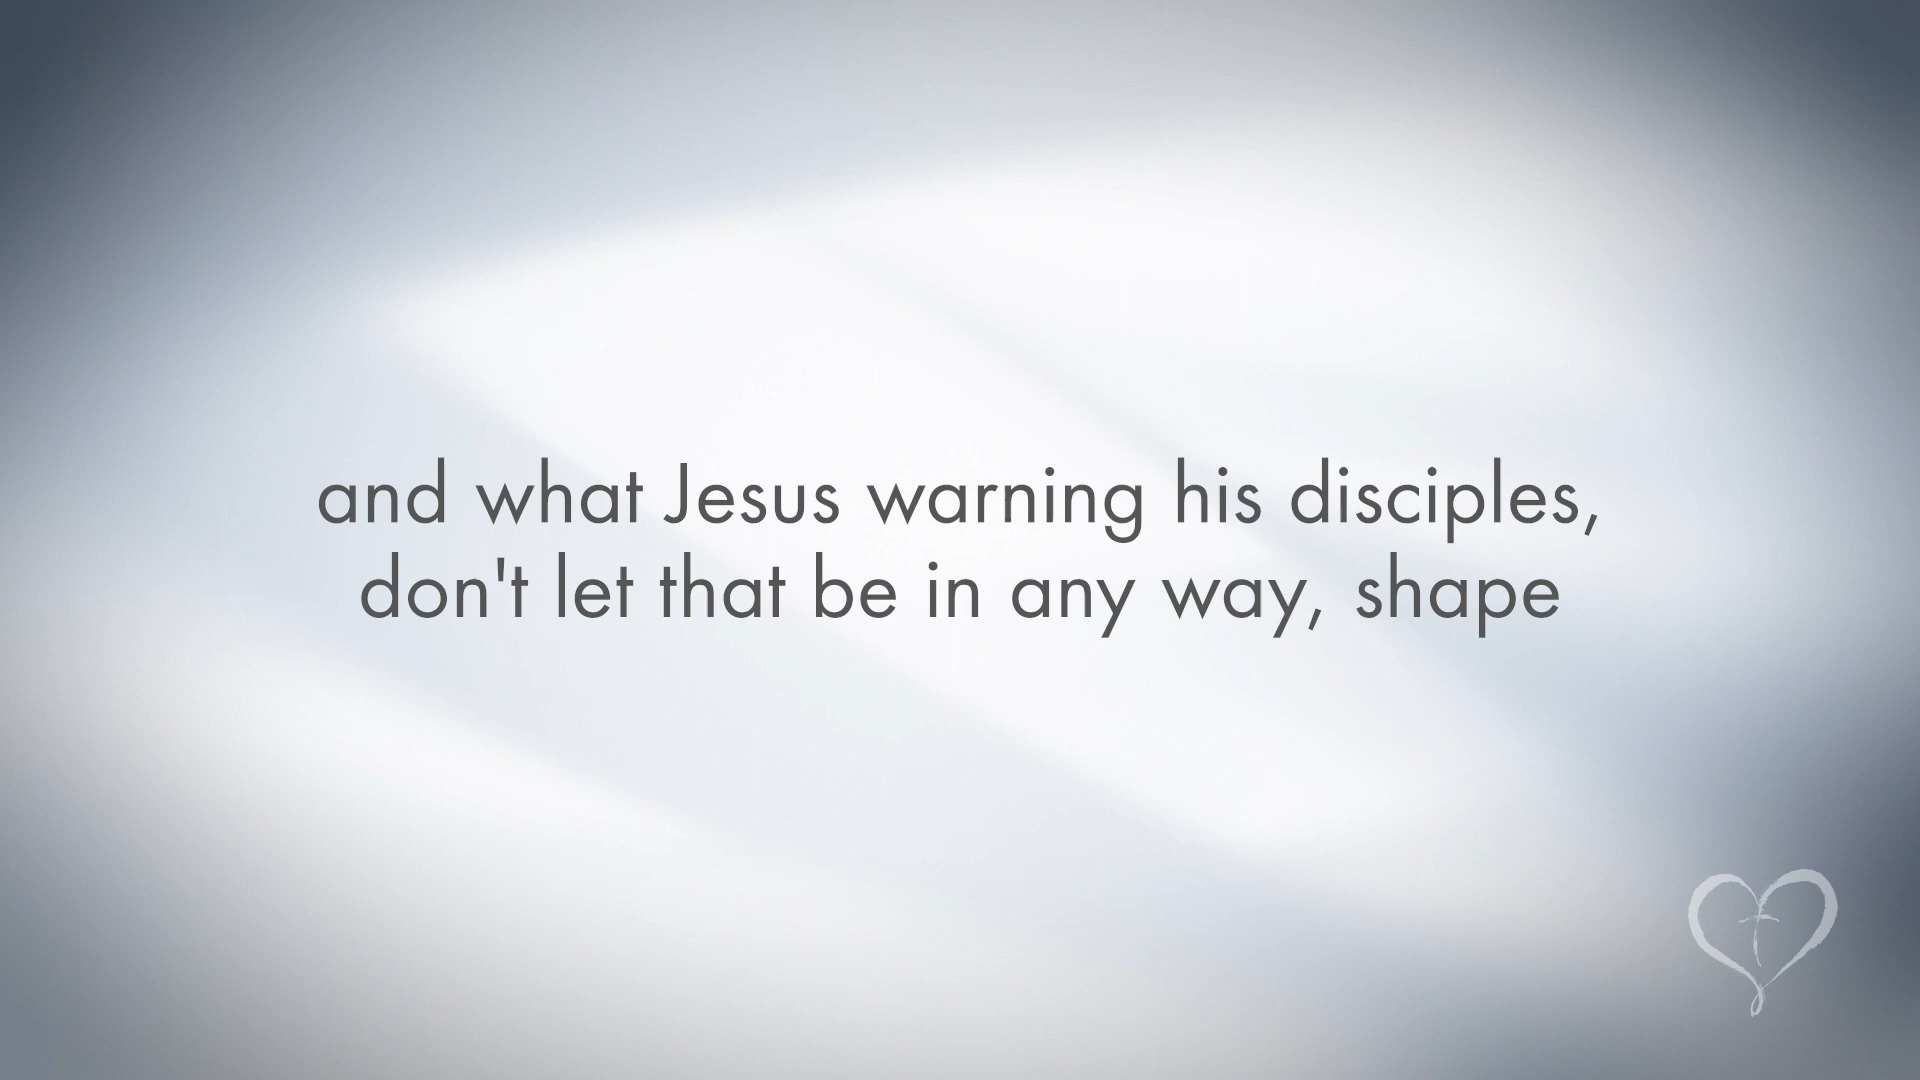 and what Jesus warning his disciples,
don't let that be in any way, shape